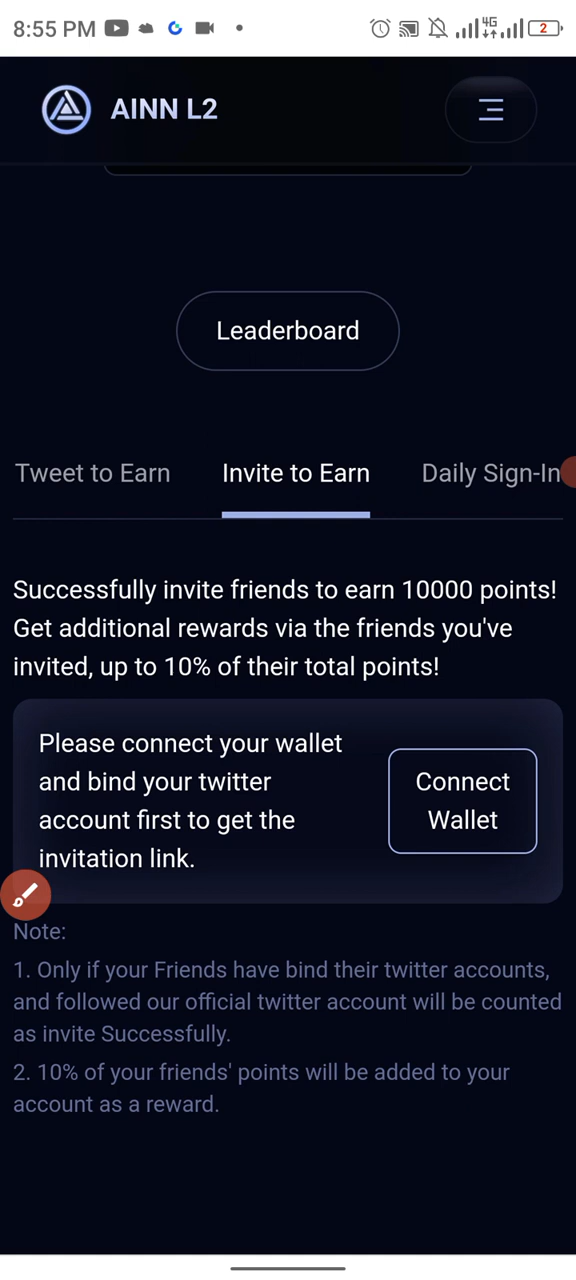 8:55 PM
4G
2
AINN L2
Leaderboard
Tweet to Earn
Invite to Earn
Daily Sign-In
Successfully invite friends to earn 10000 points!
Get additional rewards via the friends you've
invited, up to 10% of their total points!
Please connect your wallet
and bind your twitter
account first to get the
invitation link.
Connect
Wallet
Note:
1. Only if your Friends have bind their twitter accounts,
and followed our official twitter account will be counted
as invite Successfully.
2. 10% of your friends' points will be added to your
account as a reward.